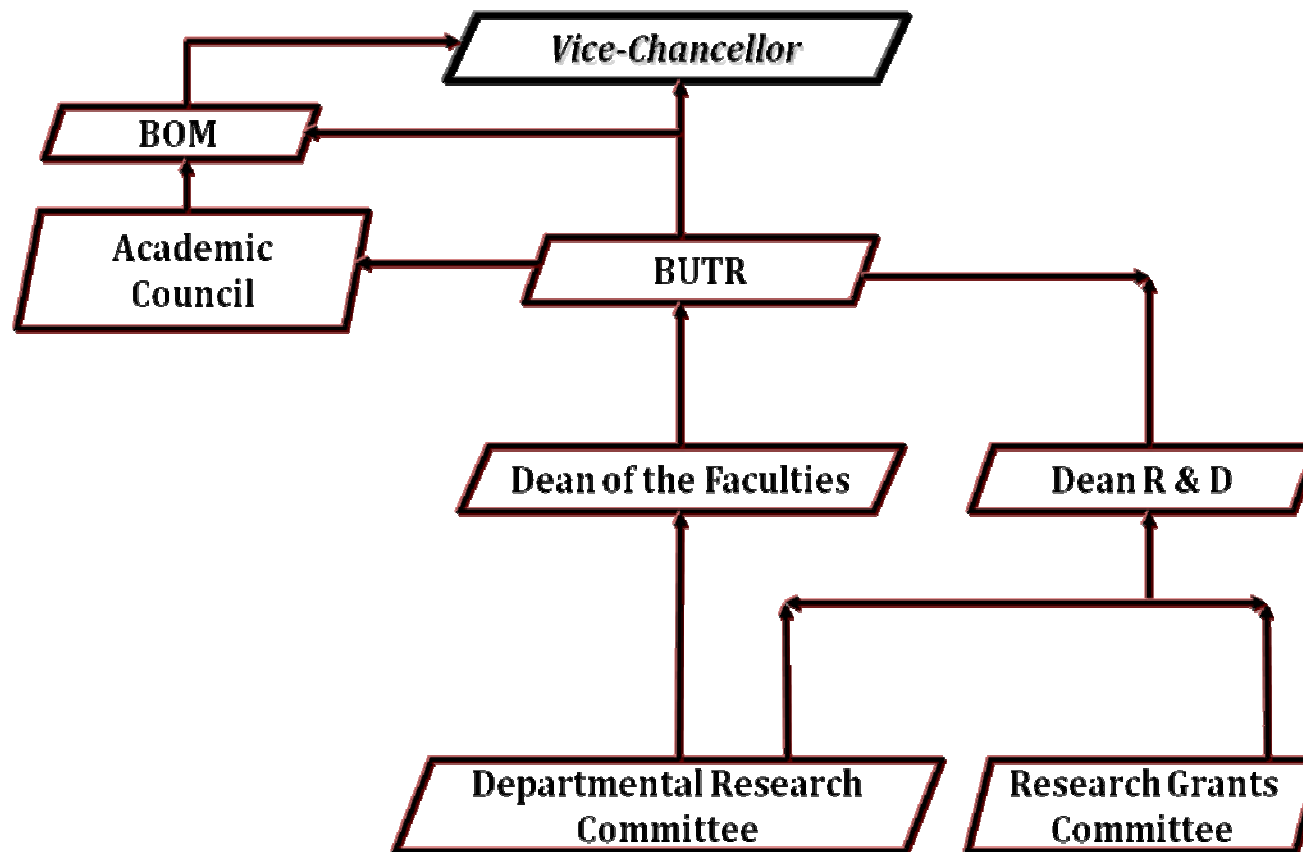 Vice-Chancellor
BOM
Academic
Council
BUTR
Dean of the Faculties
Dean R & D
Departmental Research
Committee
Research Grants
Committee